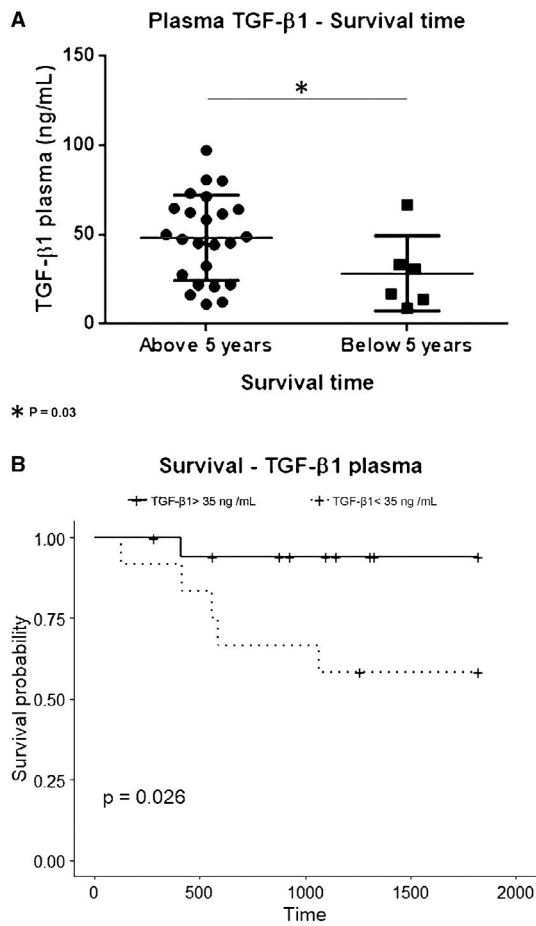 A
Plasma TGF-β1 - Survival time
150
100
50
0
TGF-β1 plasma (ng/mL)
*
Above 5 years
Below 5 years
Survival time
* P = 0.03
B
Survival - TGF-β1 plasma
TGF-β1> 35 ng /mL
TGF-β1< 35 ng /mL
1.00
0.75
0.50
0.25
0.00
Survival probability
p = 0.026
0
500
1000
1500
2000
Time